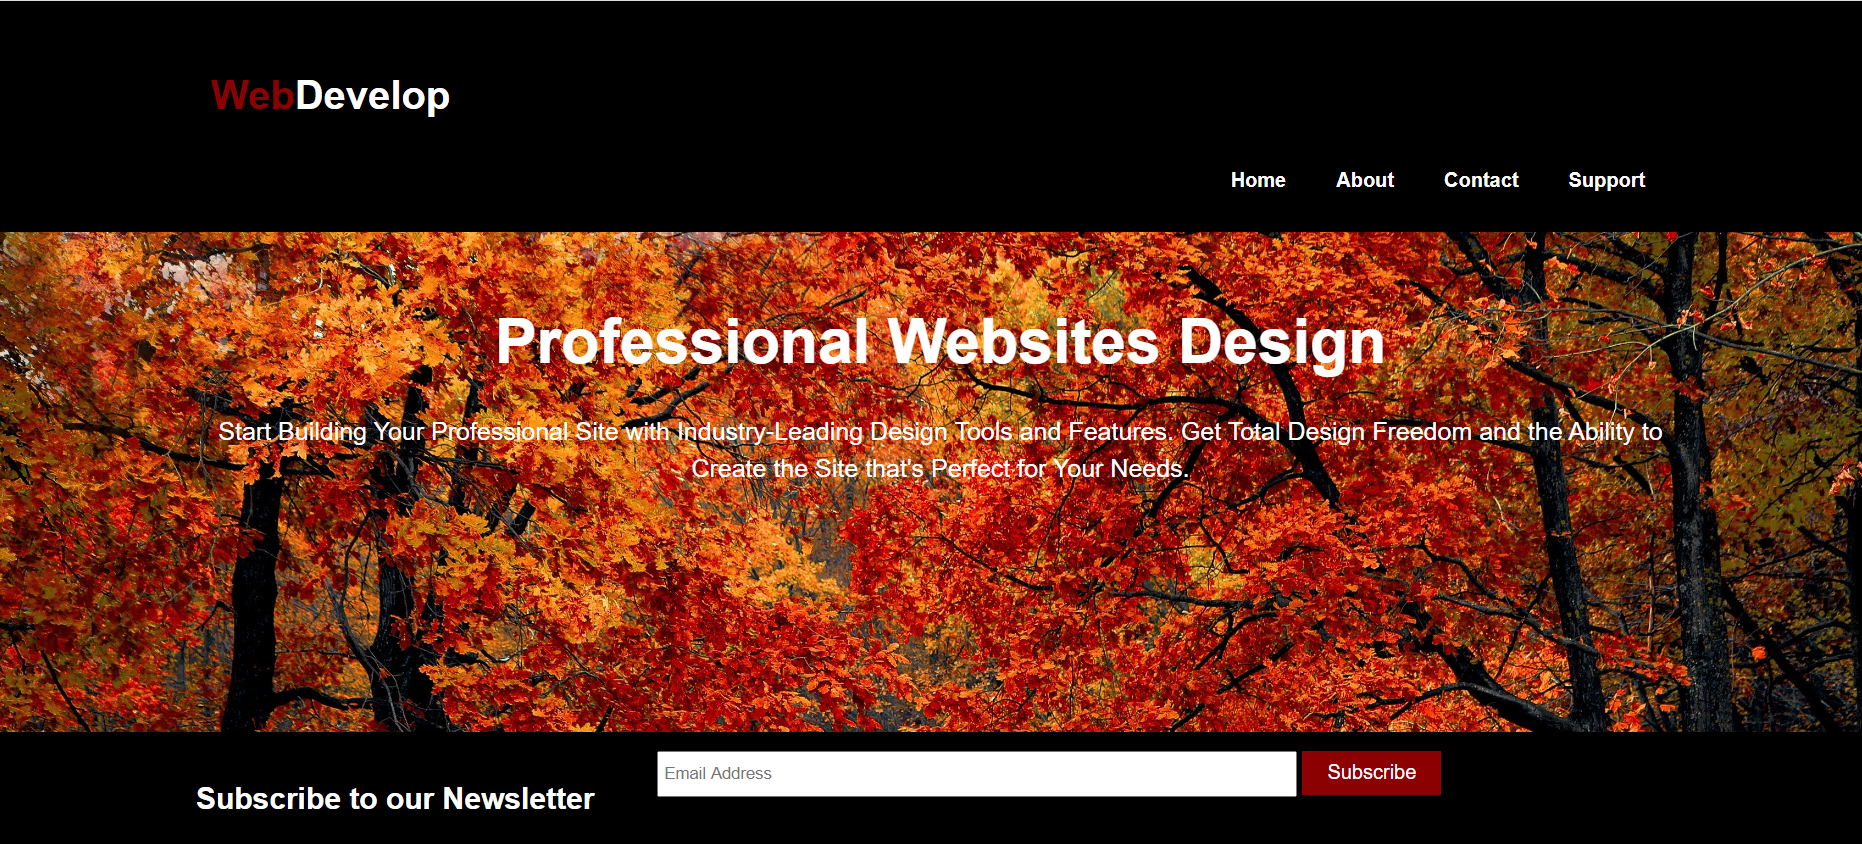 WebDevelop
Home About Contact Support
Professional Websites Design
Start Building Your Professional Site with Industry-Leading Design Tools and Features. Get Total Design Freedom and the Ability to
Create the Site that's Perfect for Your Needs.
Subscribe to our Newsletter
Email Address
Subscribe